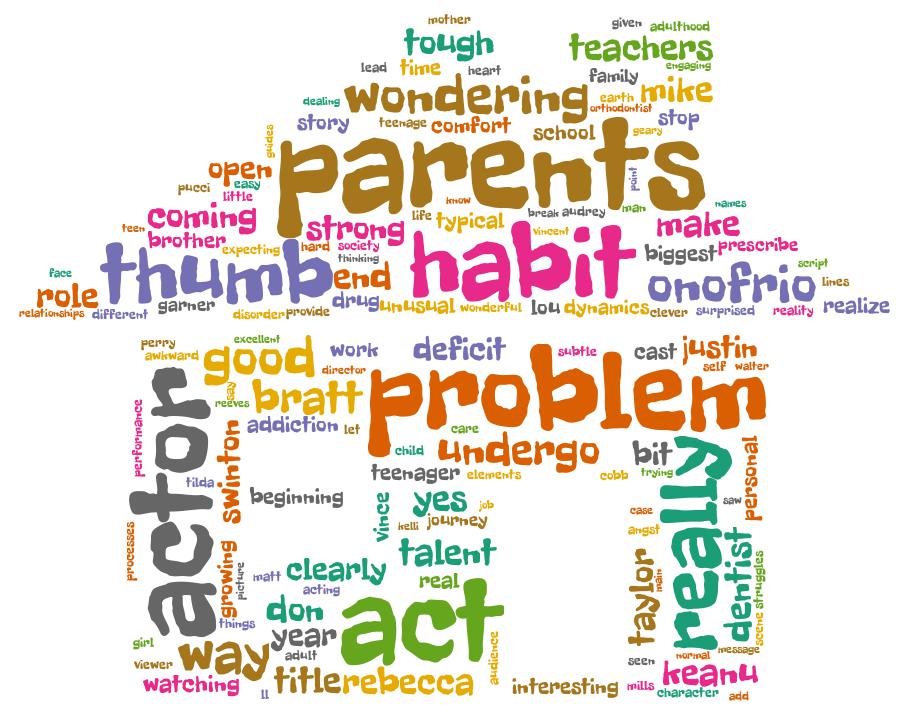 mother
given adulthood
tough teachers
lead time heart engaging
family
dealing wondering earth mike
orthodontist
story teenage comfort school geary stop
guides
open parents point
pucci easy
little know
teen coming strong life typical break audrey man names
vincent make
brother expecting hard society habit biggest prescribe
thinking
face thumb end onofrio script
role lines
relationships different garner disorder provide drug unusual wonderful lou dynamics clever surprised reality realize
perry excellent
awkward good work deficit subtle cast justin
director self walter
actor say bratt problem
reeves
performance addiction let care
swinton child undergo bit really personal
teenager elements cobb trying
tilda
beginning vince yes job saw
kelli journey case
processes angst
growing talent dentist struggles
picture matt clearly real taylor main
acting
things don act
girl year scene
adult audience message
viewer way seen normal
watching ll title rebecca interesting mills keanu
character add